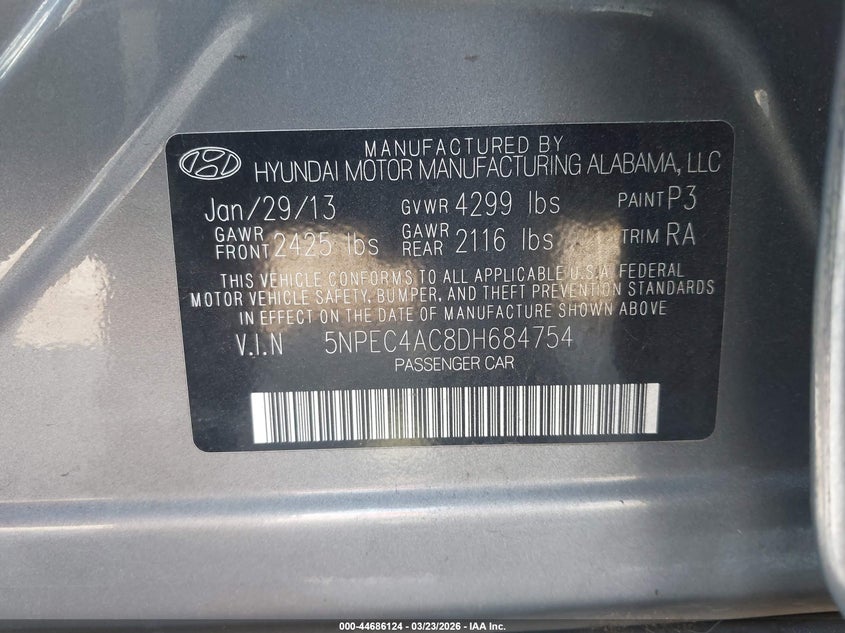 MANUFACTURED BY
HYUNDAI MOTOR MANUFACTURING ALABAMA, LLC
Jan/29/13 GVWR 4299 lbs PAINT P3
GAWR FRONT 2425 lbs GAWR REAR 2116 lbs TRIM RA
THIS VEHICLE CONFORMS TO ALL APPLICABLE U.S.A. FEDERAL
MOTOR VEHICLE SAFETY, BUMPER, AND THEFT PREVENTION STANDARDS
IN EFFECT ON THE DATE OF MANUFACTURE SHOWN ABOVE
V.I.N 5NPEC4AC8DH684754
PASSENGER CAR
000-44686124 - 03/23/2026 - IAA Inc.